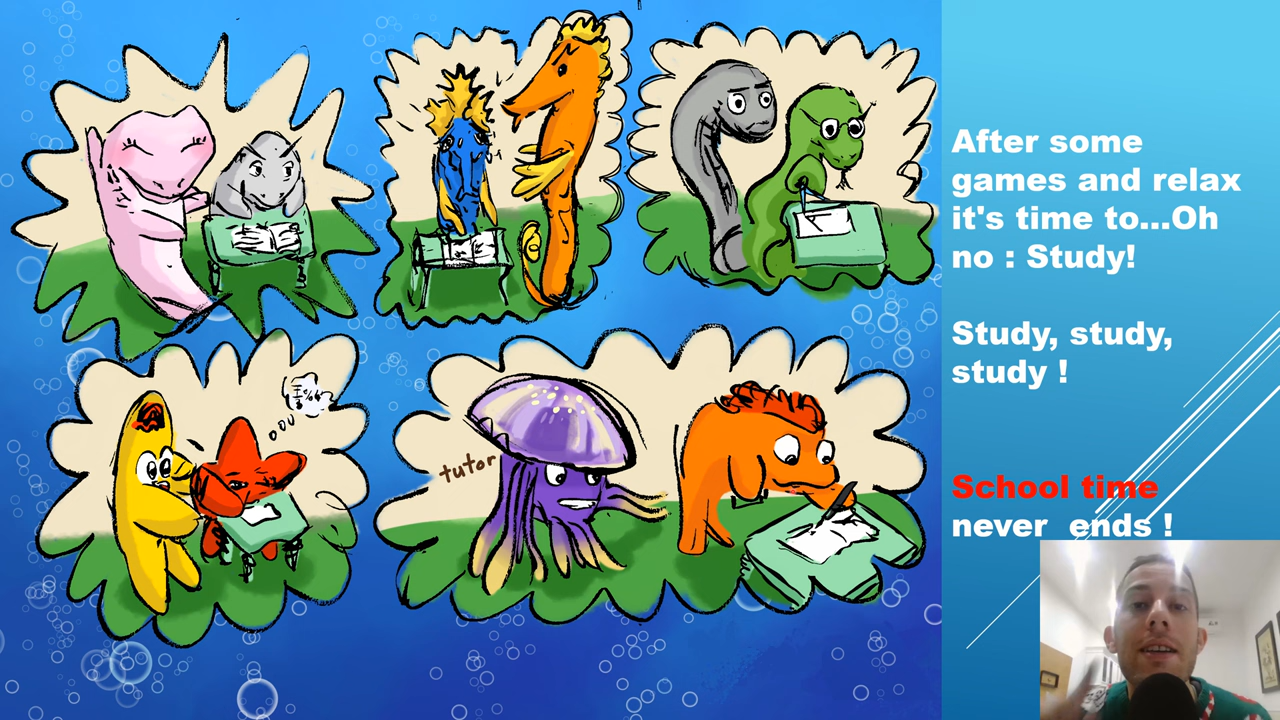 After some
games and relax
it's time to...Oh
no : Study!
Study, study,
study !
School time
never ends !
tutor